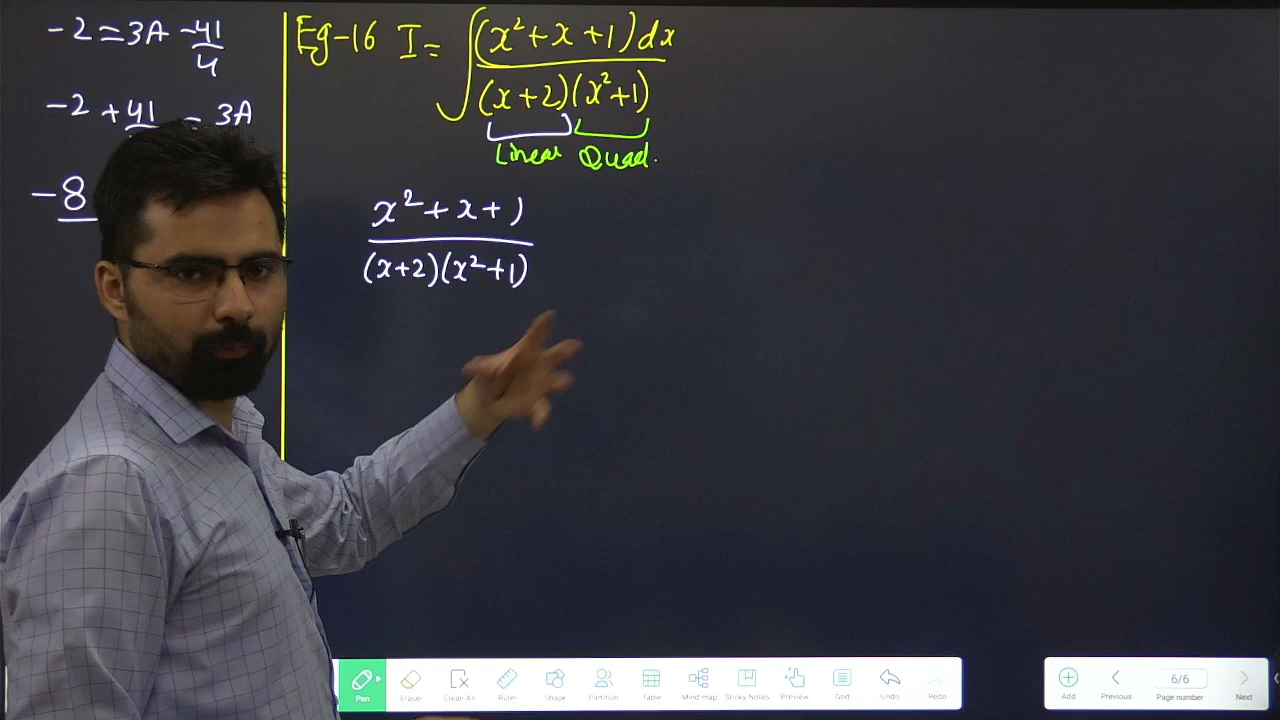 -2 = 3A - 41/4
-2 + 41 = 3A
-8
Eg-16 I = ∫ (x² + x + 1) dx / (x + 2) (x² + 1)
Linear Quad.
x² + x + 1
(x+2)(x²+1)
Pen Eraser Clean All Ruler Shape Partition Table Mind map Sticky Notes Preview Grid Undo Redo
6/6
Add Previous Page number Next